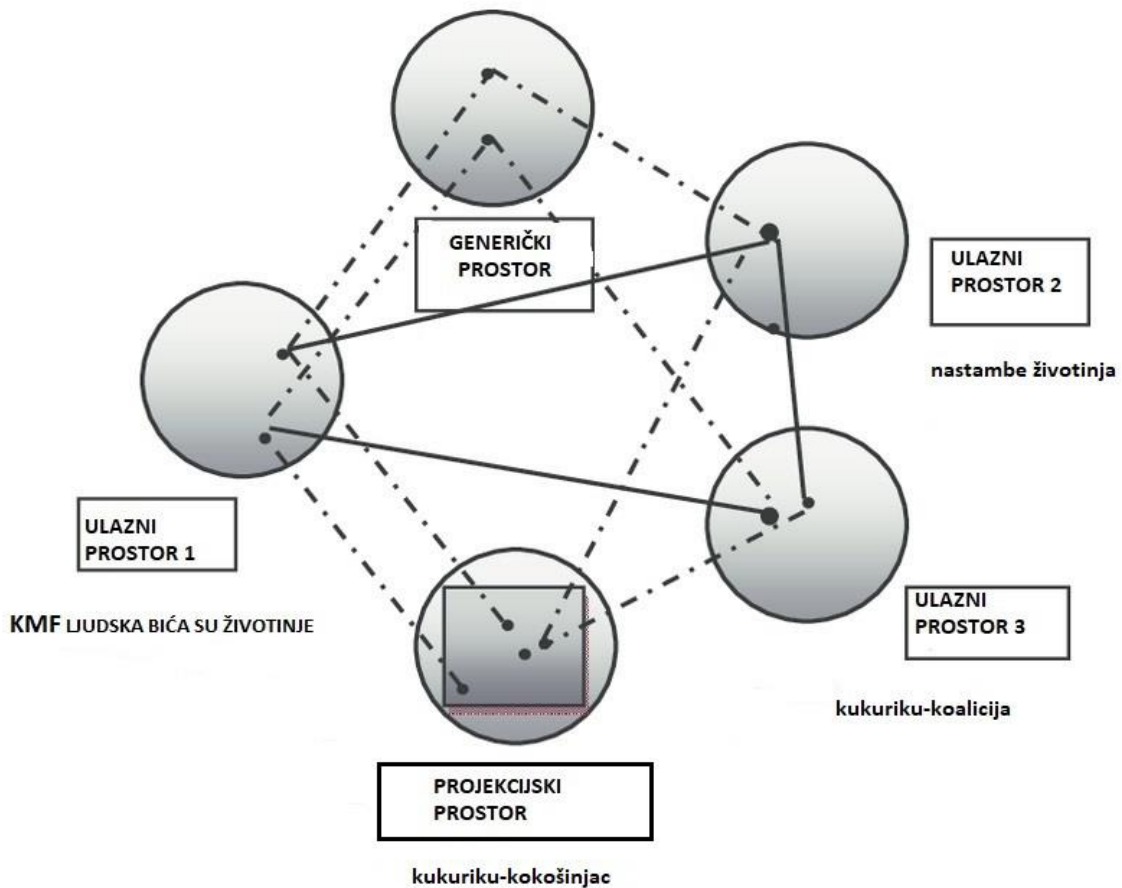 GENERIČKI
PROSTOR
ULAZNI
PROSTOR 2
nastambe životinja
ULAZNI
PROSTOR 1
KMF LJUDSKA BIĆA SU ŽIVOTINJE
ULAZNI
PROSTOR 3
kukuriku-koalicija
PROJEKCIJSKI
PROSTOR
kukuriku-kokošinjac